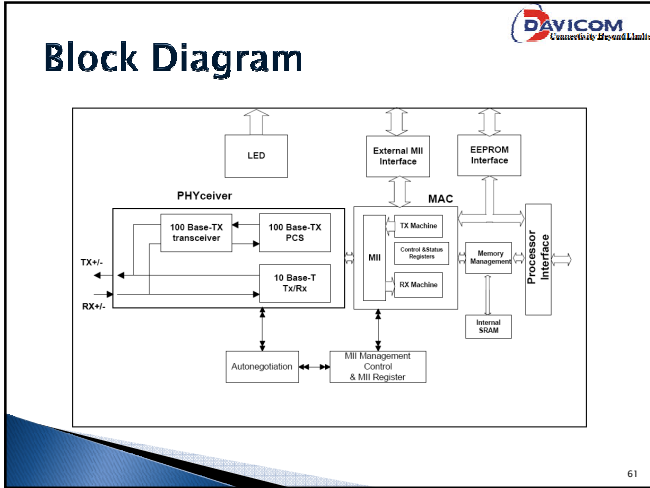 DAVICOM
Connectivity Beyond Limits
Block Diagram
LED
External MII
Interface
EEPROM
Interface
PHYceiver
MAC
100 Base-TX
transceiver
100 Base-TX
PCS
10 Base-T
Tx/Rx
TX+/-
RX+/-
MII
TX Machine
Control &Status
Registers
RX Machine
Memory
Management
Internal
SRAM
Processor
Interface
Autonegotiation
MII Management
Control
& MII Register
61